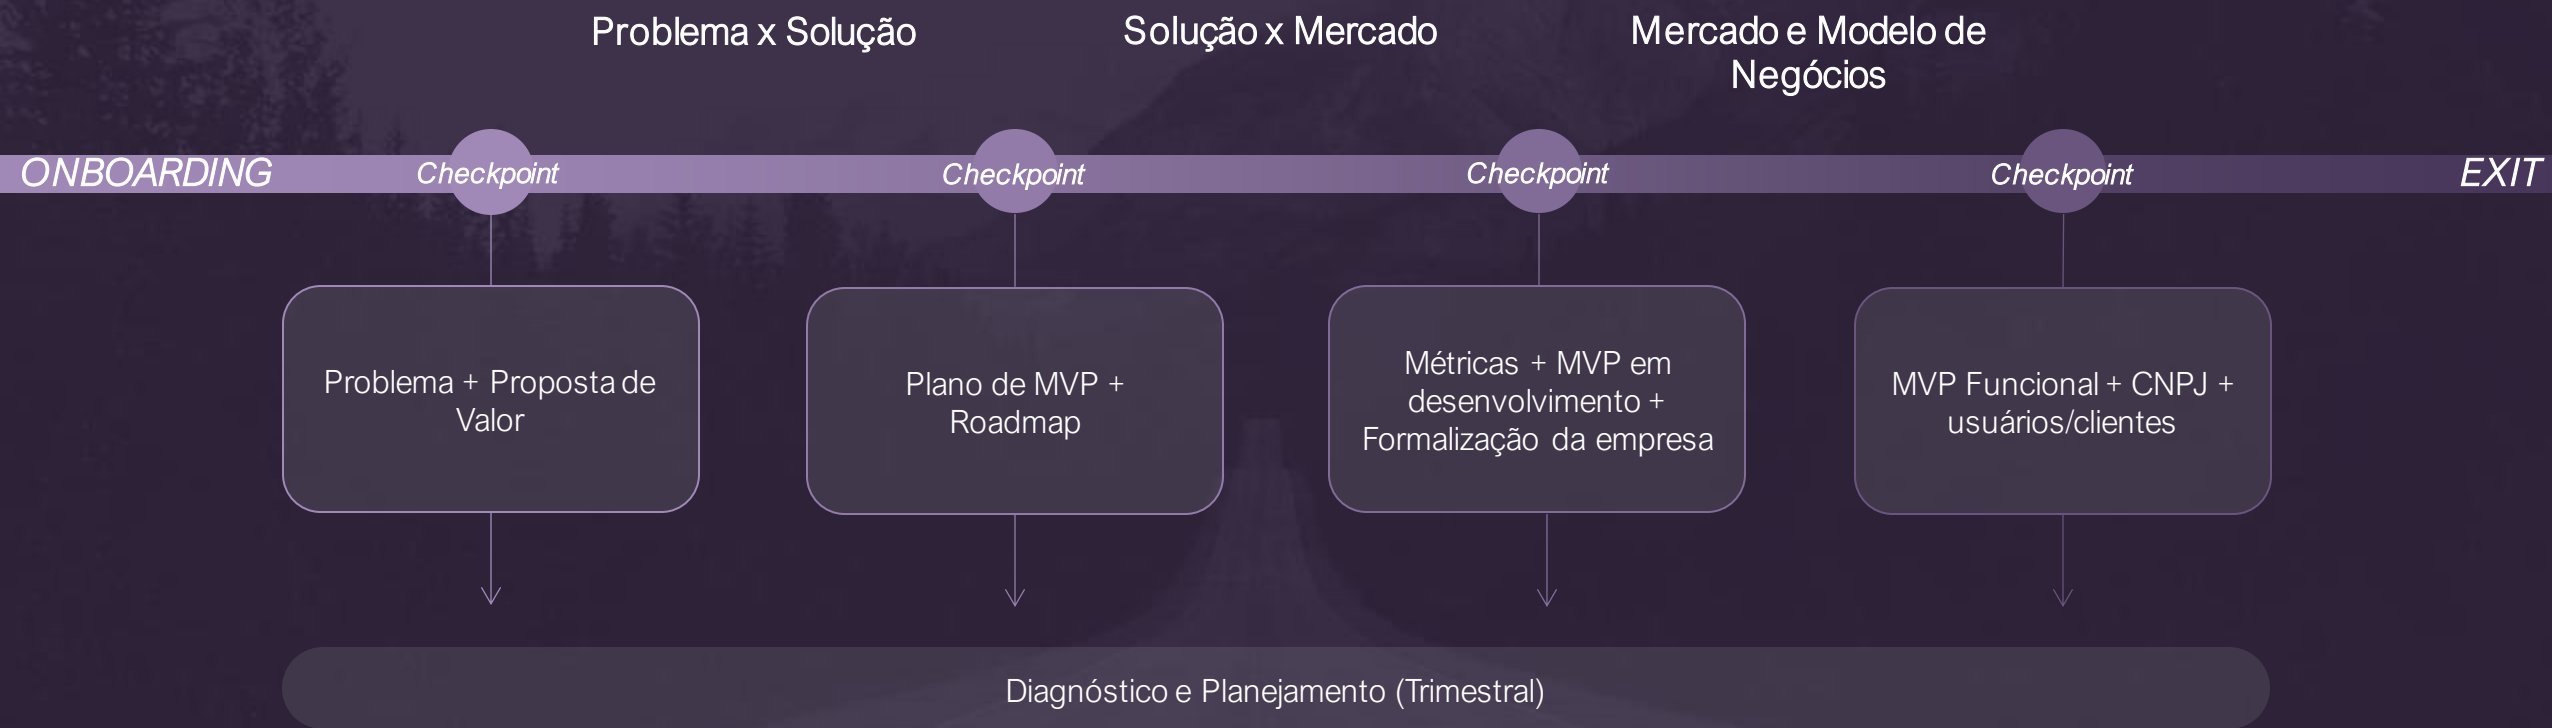 Problema x Solução
Solução x Mercado
Mercado e Modelo de
Negócios
ONBOARDING
Checkpoint
Checkpoint
Checkpoint
Checkpoint
EXIT
Problema + Proposta de
Valor
Plano de MVP +
Roadmap
Métricas + MVP em
desenvolvimento +
Formalização da empresa
MVP Funcional + CNPJ +
usuários/clientes
Diagnóstico e Planejamento (Trimestral)